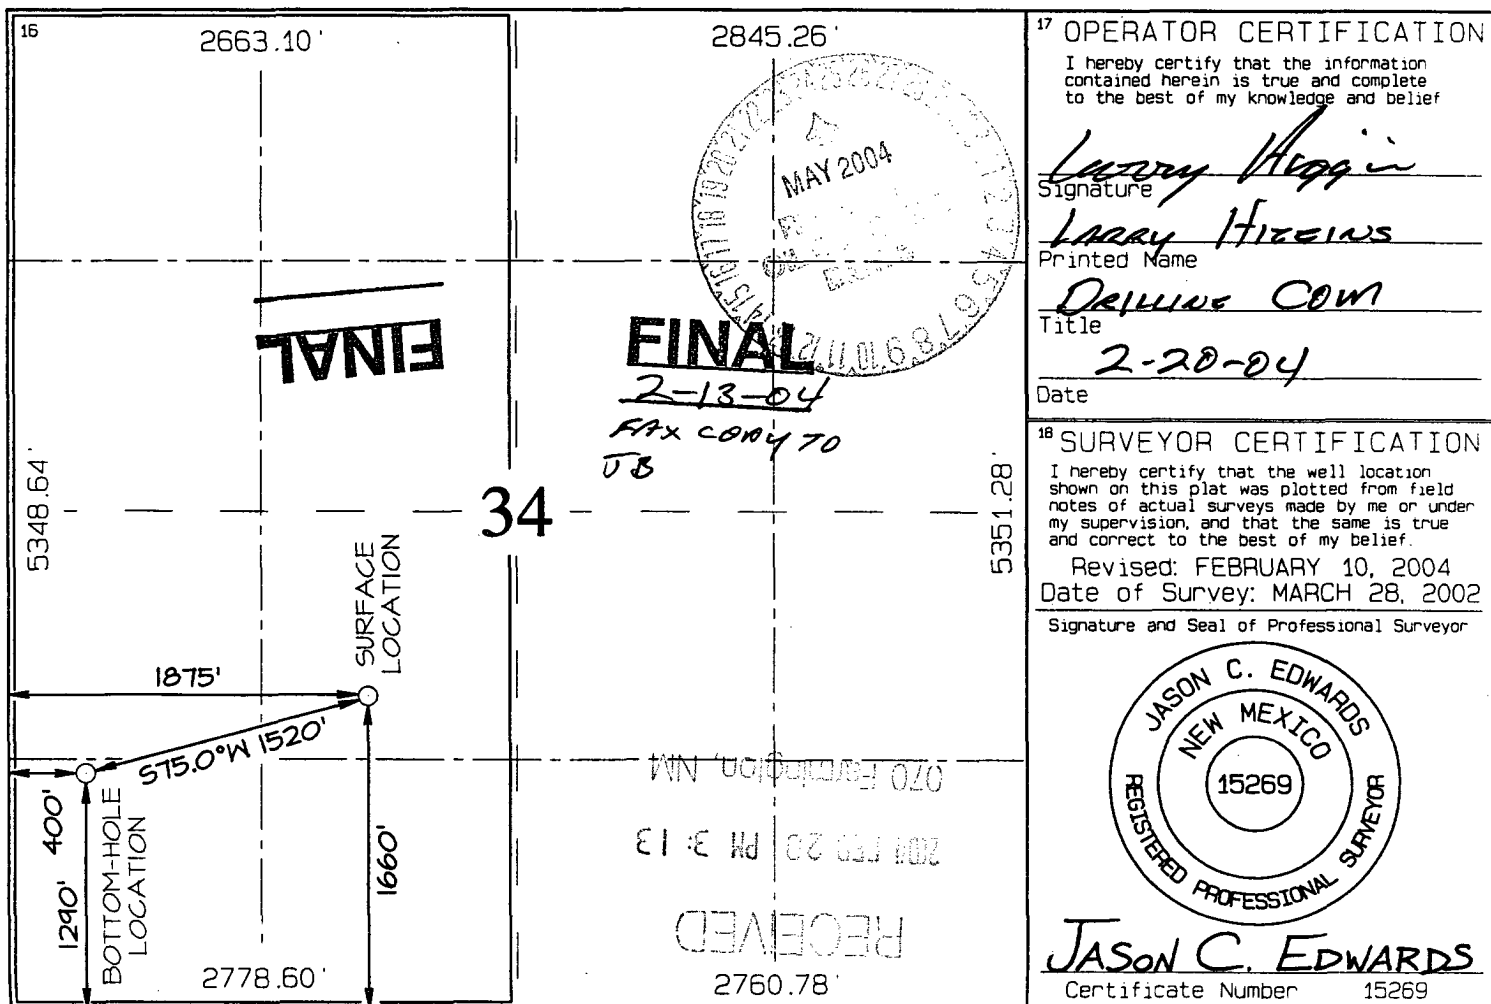 16
2663.10'
2845.26'
MAY 2004
FINAL
FINAL
2-13-04
FAX COPY TO
JB
5348.64'
34
5351.28'
SURFACE
LOCATION
1875'
S75.0°W 1520'
400'
1290'
BOTTOM-HOLE
LOCATION
1660'
070 Farmington, NM
FEB 20 PM 3:13
RECEIVED
2778.60'
2760.78'
17 OPERATOR CERTIFICATION
I hereby certify that the information
contained herein is true and complete
to the best of my knowledge and belief
Larry Higgin
Signature
LARRY HIGGINS
Printed Name
DRILLING COM
Title
2-20-04
Date
18 SURVEYOR CERTIFICATION
I hereby certify that the well location
shown on this plat was plotted from field
notes of actual surveys made by me or under
my supervision, and that the same is true
and correct to the best of my belief.
Revised: FEBRUARY 10, 2004
Date of Survey: MARCH 28, 2002
Signature and Seal of Professional Surveyor
JASON C. EDWARDS
NEW MEXICO
15269
REGISTERED PROFESSIONAL SURVEYOR
JASON C. EDWARDS
Certificate Number 15269